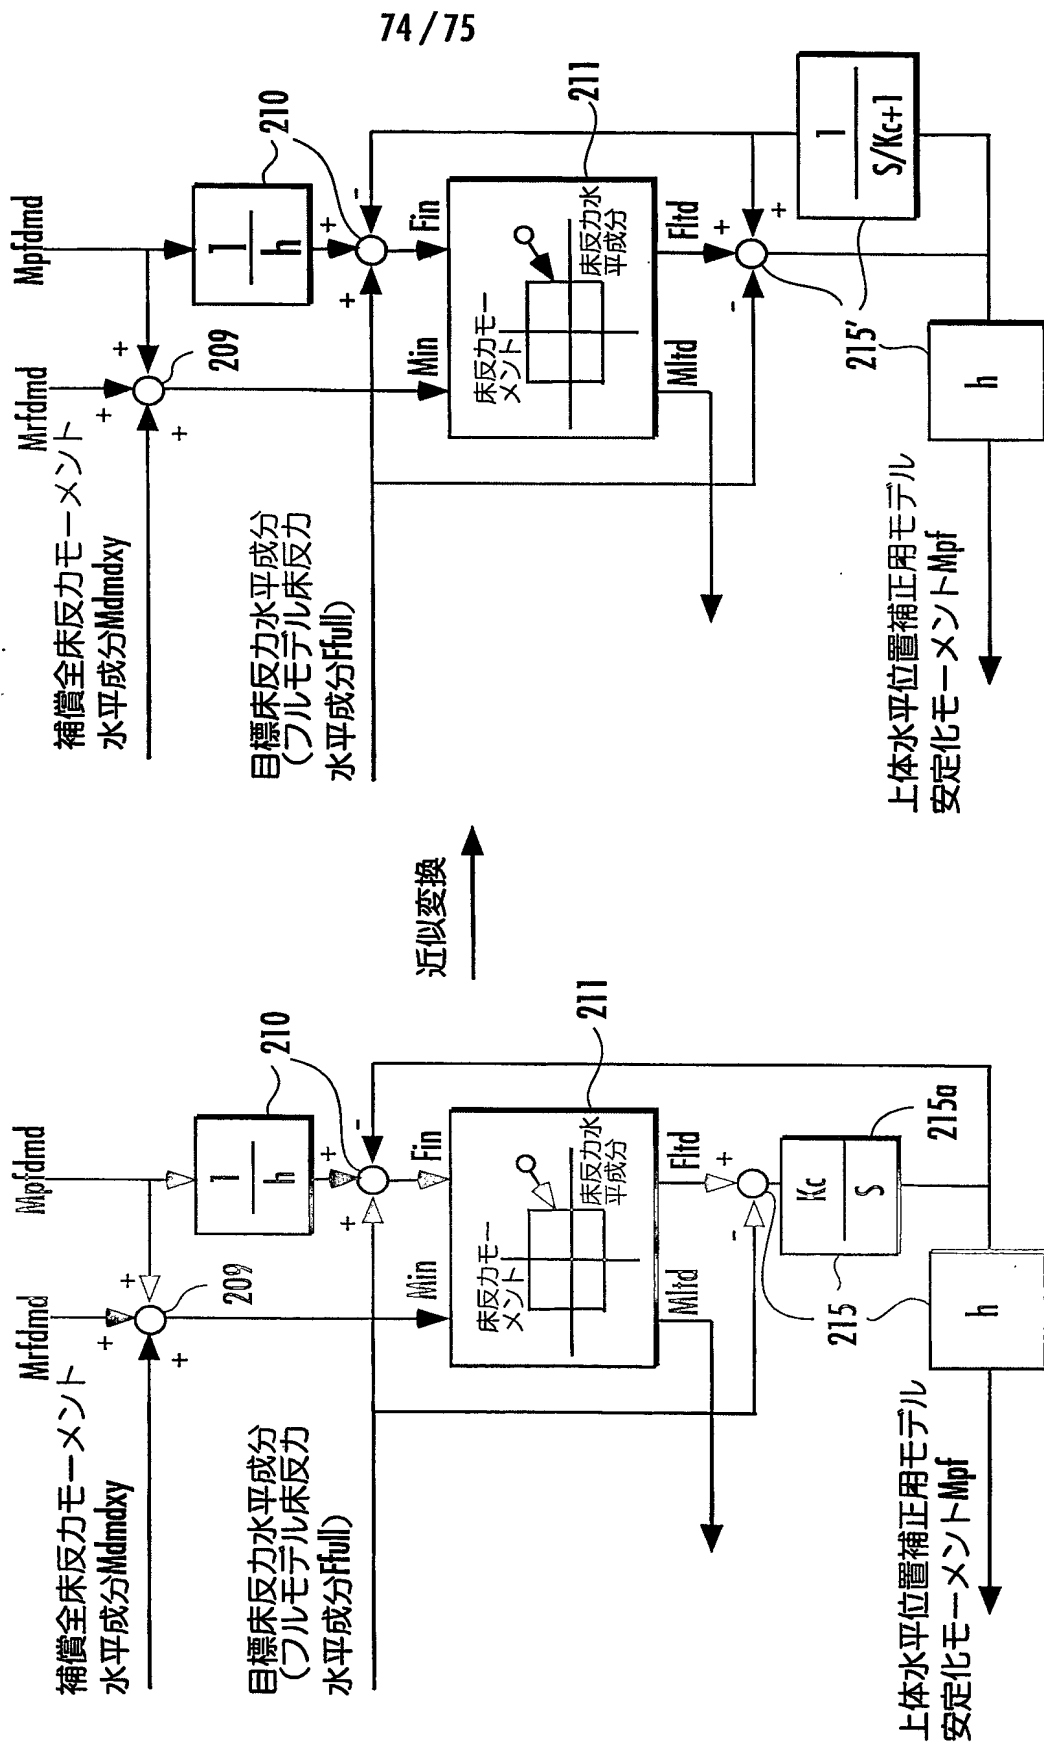 74/75
Mrfdmd
Mpfdmd
補償全床反力モーメント
水平成分Mdmdxy
+
+
+
209
1
h
210
目標床反力水平成分
(フルモデル床反力
水平成分Ffull)
+
+
-
Min
Fin
床反力モー
メント
床反力水
平成分
211
Mltd
Fltd
+
-
Kc
S
215
215a
h
上体水平位置補正用モデル
安定化モーメントMpf
近似変換
Mrfdmd
Mpfdmd
補償全床反力モーメント
水平成分Mdmdxy
+
+
+
209
1
h
210
目標床反力水平成分
(フルモデル床反力
水平成分Ffull)
+
+
-
Min
Fin
床反力モー
メント
床反力水
平成分
211
Mltd
Fltd
+
+
-
1
S/Kc+1
215'
h
上体水平位置補正用モデル
安定化モーメントMpf